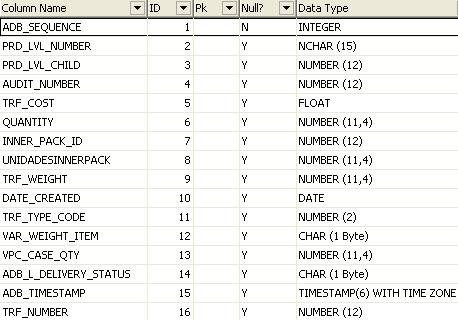 Column Name ID Pk Null? Data Type
ADB_SEQUENCE 1 N INTEGER
PRD_LVL_NUMBER 2 Y NCHAR (15)
PRD_LVL_CHILD 3 Y NUMBER (12)
AUDIT_NUMBER 4 Y NUMBER (12)
TRF_COST 5 Y FLOAT
QUANTITY 6 Y NUMBER (11,4)
INNER_PACK_ID 7 Y NUMBER (12)
UNIDADESINNERPACK 8 Y NUMBER (11,4)
TRF_WEIGHT 9 Y NUMBER (11,4)
DATE_CREATED 10 Y DATE
TRF_TYPE_CODE 11 Y NUMBER (2)
VAR_WEIGHT_ITEM 12 Y CHAR (1 Byte)
VPC_CASE_QTY 13 Y NUMBER (11,4)
ADB_L_DELIVERY_STATUS 14 Y CHAR (1 Byte)
ADB_TIMESTAMP 15 Y TIMESTAMP(6) WITH TIME ZONE
TRF_NUMBER 16 Y NUMBER (12)